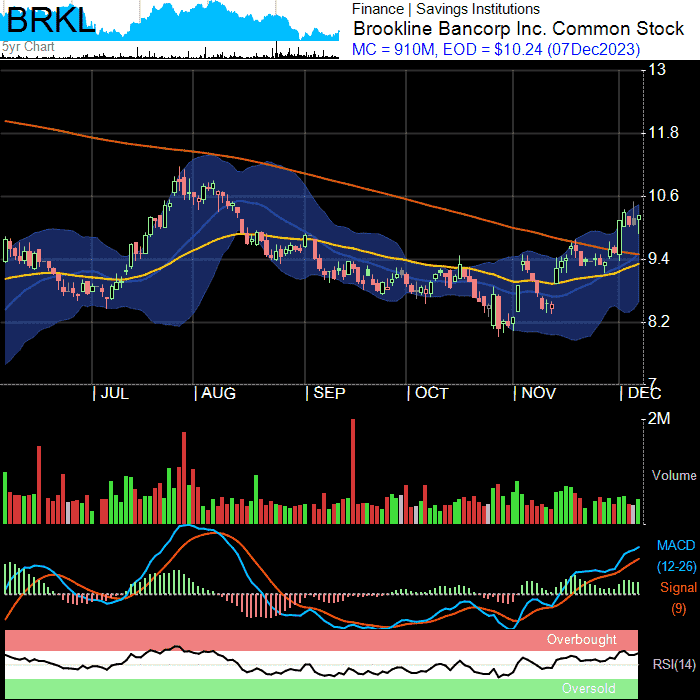 BRKL
5yr Chart
Finance | Savings Institutions
Brookline Bancorp Inc. Common Stock
MC = 910M, EOD = $10.24 (07Dec2023)
13
11.8
10.6
9.4
8.2
7
| JUL | AUG | SEP | OCT | NOV | DEC
2M
Volume
MACD
(12-26)
Signal
(9)
Overbought
RSI(14)
Oversold